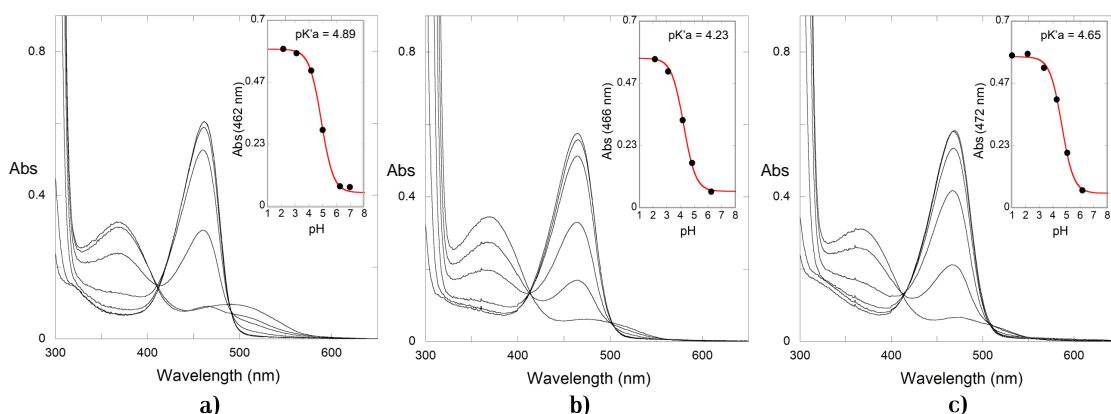 0.8
0.4
0
Abs
300
400
500
600
Wavelength (nm)
0.7
0.47
0.23
0
Abs (462 nm)
pK'a = 4.89
1 2 3 4 5 6 7 8
pH
a)
0.8
0.4
0
Abs
300
400
500
600
Wavelength (nm)
0.7
0.47
0.23
0
Abs (466 nm)
pK'a = 4.23
1 2 3 4 5 6 7 8
pH
b)
0.8
0.4
0
Abs
300
400
500
600
Wavelength (nm)
0.7
0.47
0.23
0
Abs (472 nm)
pK'a = 4.65
1 2 3 4 5 6 7 8
pH
c)